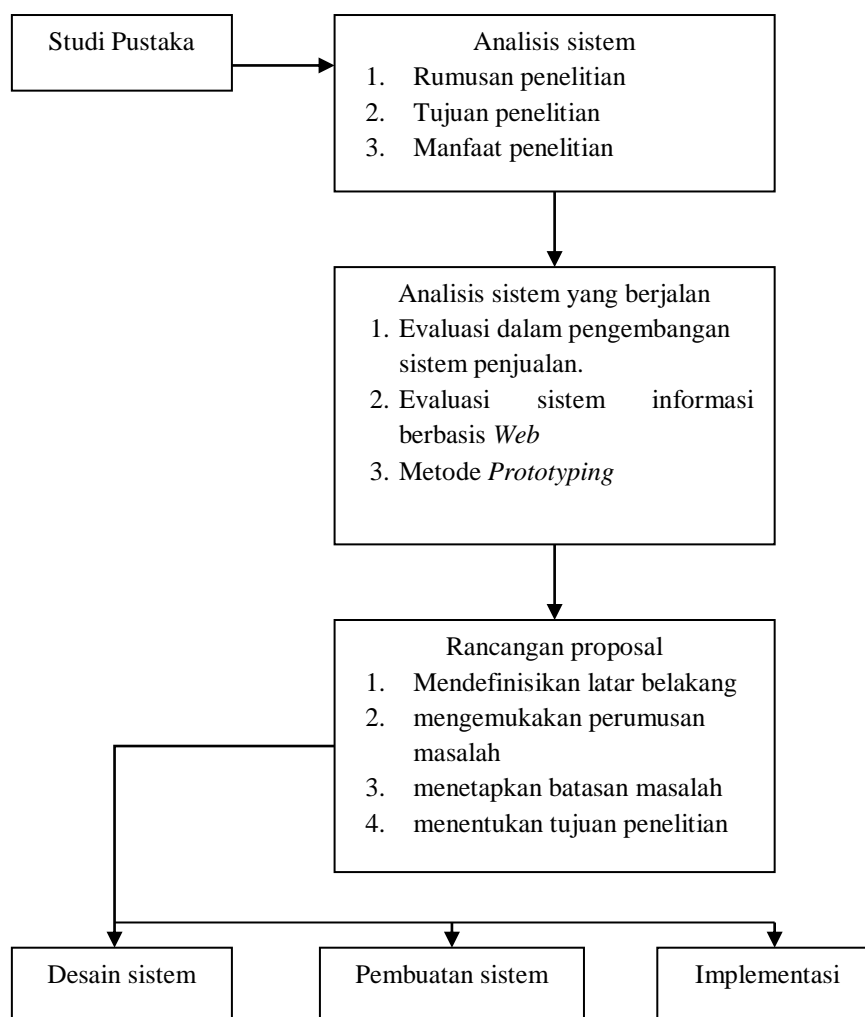 Studi Pustaka
Analisis sistem
1. Rumusan penelitian
2. Tujuan penelitian
3. Manfaat penelitian
Analisis sistem yang berjalan
1. Evaluasi dalam pengembangan
sistem penjualan.
2. Evaluasi sistem informasi
berbasis Web
3. Metode Prototyping
Rancangan proposal
1. Mendefinisikan latar belakang
2. mengemukakan perumusan
masalah
3. menetapkan batasan masalah
4. menentukan tujuan penelitian
Desain sistem
Pembuatan sistem
Implementasi